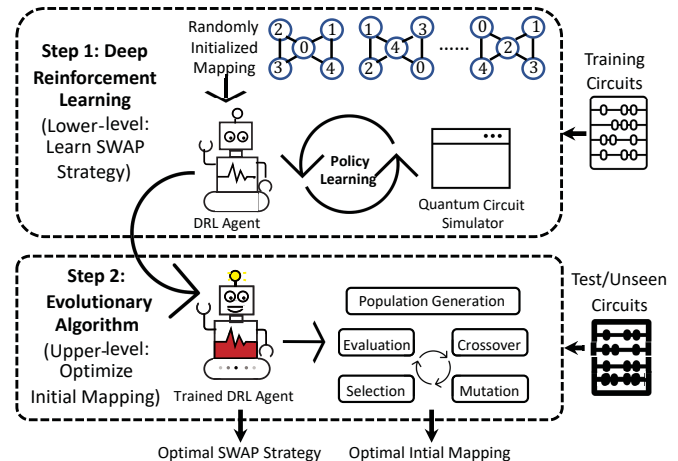 Step 1: Deep
Reinforcement
Learning
(Lower-level:
Learn SWAP
Strategy)
Randomly
Initialized
Mapping
2 1
0
3 4
1 3
4
2 0
......
0 1
2
4 3
Training
Circuits
Policy
Learning
DRL Agent
Quantum Circuit
Simulator
Step 2:
Evolutionary
Algorithm
(Upper-level:
Optimize
Initial Mapping)
Trained DRL Agent
Population Generation
Evaluation
Crossover
Selection
Mutation
Test/Unseen
Circuits
Optimal SWAP Strategy
Optimal Intial Mapping